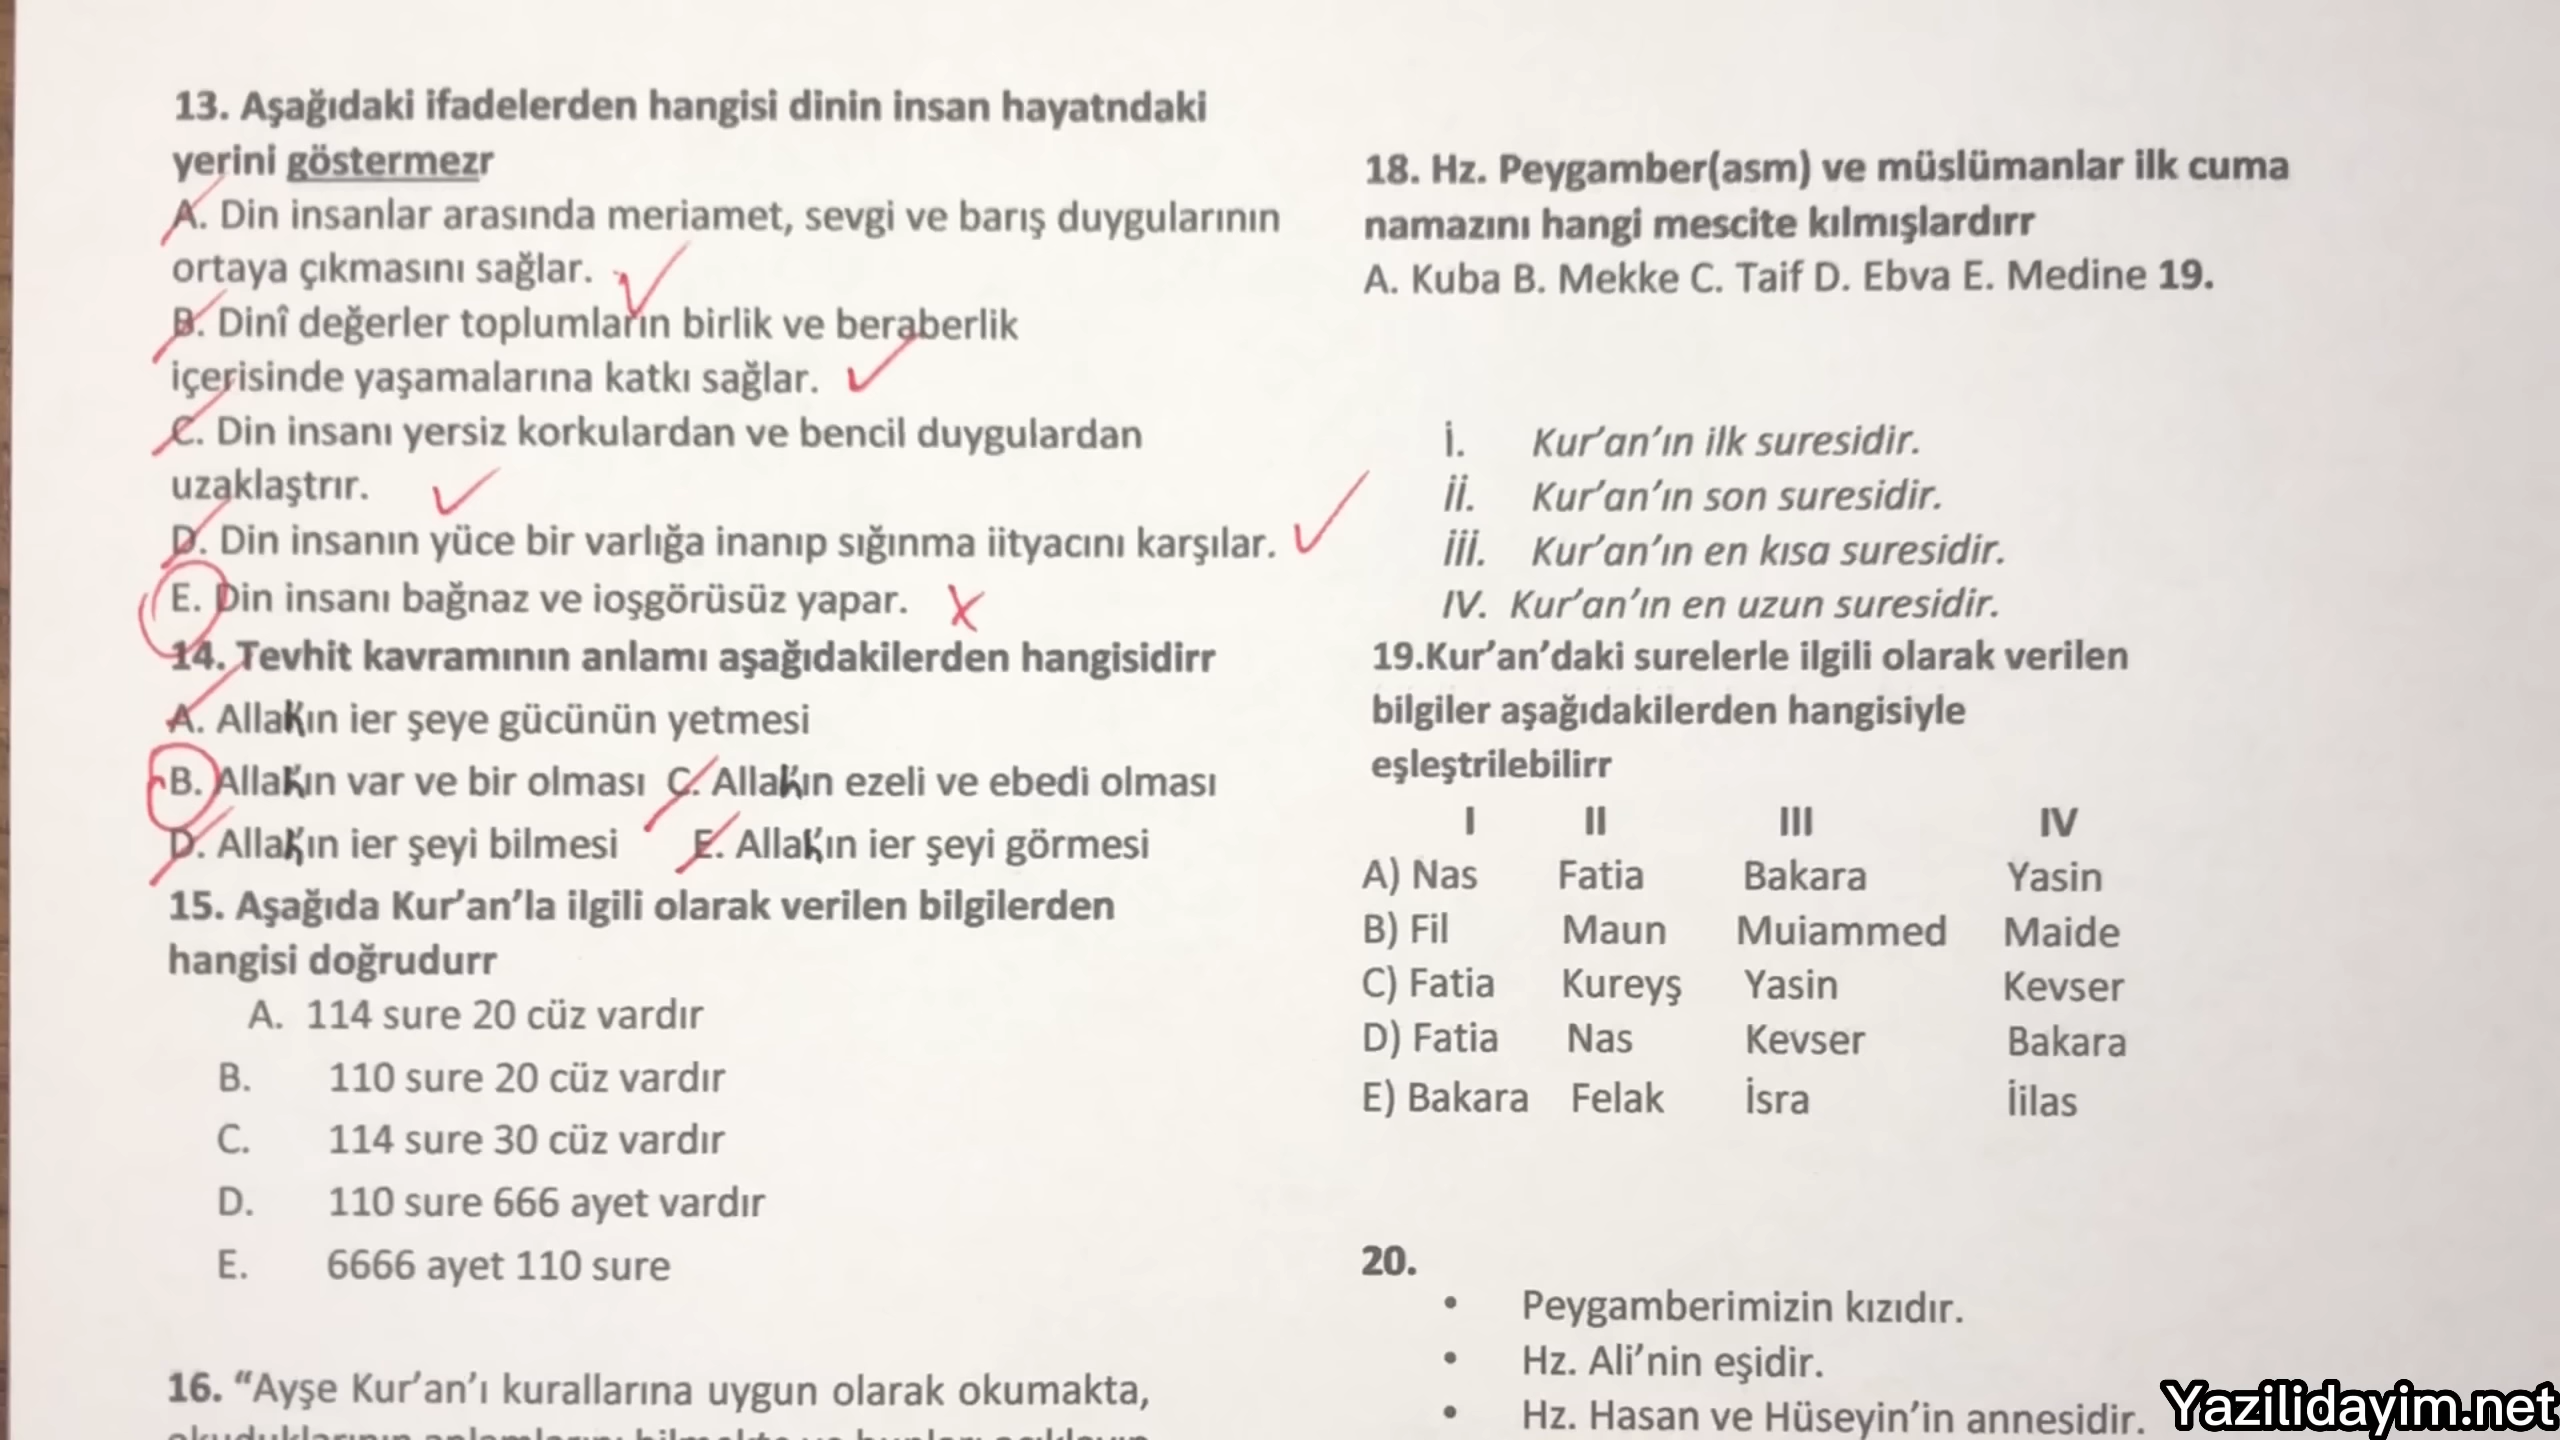 13. Aşağıdaki ifadelerden hangisi dinin insan hayatndaki
yerini göstermezr
A. Din insanlar arasında meriamet, sevgi ve barış duygularının
ortaya çıkmasını sağlar.
B. Dinî değerler toplumların birlik ve beraberlik
içerisinde yaşamalarına katkı sağlar.
C. Din insanı yersiz korkulardan ve bencil duygulardan
uzaklaştrır.
D. Din insanın yüce bir varlığa inanıp sığınma iityacını karşılar.
E. Din insanı bağnaz ve ioşgörüsüz yapar.
14. Tevhit kavramının anlamı aşağıdakilerden hangisidirr
A. Allah'ın ier şeye gücünün yetmesi
B. Allah'ın var ve bir olması C. Allah'ın ezeli ve ebedi olması
D. Allah'ın ier şeyi bilmesi E. Allah'ın ier şeyi görmesi
15. Aşağıda Kur'an'la ilgili olarak verilen bilgilerden
hangisi doğrudurr
A. 114 sure 20 cüz vardır
B. 110 sure 20 cüz vardır
C. 114 sure 30 cüz vardır
D. 110 sure 666 ayet vardır
E. 6666 ayet 110 sure
16. "Ayşe Kur'an'ı kurallarına uygun olarak okumakta,
18. Hz. Peygamber(asm) ve müslümanlar ilk cuma
namazını hangi mescite kılmışlardırr
A. Kuba B. Mekke C. Taif D. Ebva E. Medine 19.
İ. Kur'an'ın ilk suresidir.
İİ. Kur'an'ın son suresidir.
İİİ. Kur'an'ın en kısa suresidir.
IV. Kur'an'ın en uzun suresidir.
19.Kur'an'daki surelerle ilgili olarak verilen
bilgiler aşağıdakilerden hangisiyle
eşleştrilebilirr
I II III IV
A) Nas Fatia Bakara Yasin
B) Fil Maun Muiammed Maide
C) Fatia Kureyş Yasin Kevser
D) Fatia Nas Kevser Bakara
E) Bakara Felak İsra İilas
20.
• Peygamberimizin kızıdır.
• Hz. Ali'nin eşidir.
• Hz. Hasan ve Hüseyin'in annesidir.
Yazilidayim.net